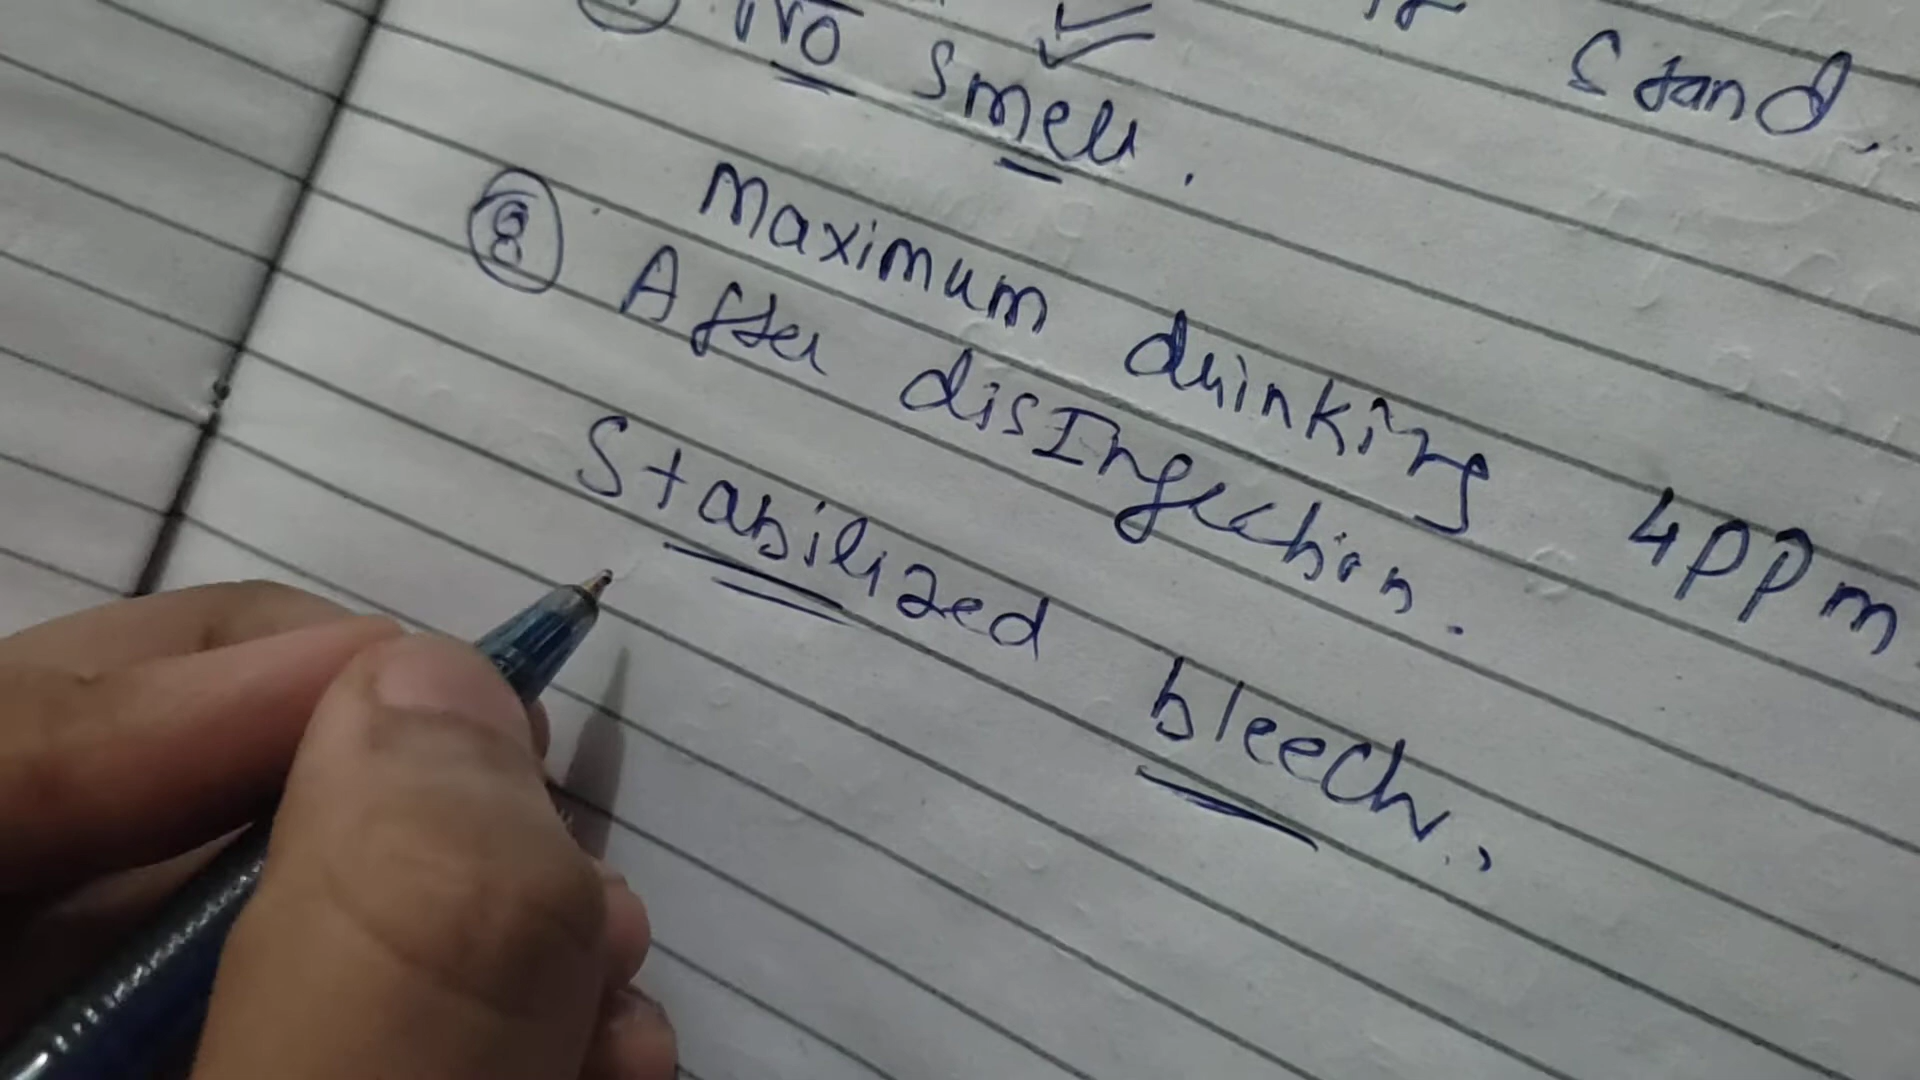 Stand.
No smell.
Maximum drinking 4PPm
8 After disInfection.
Stabilized bleech.